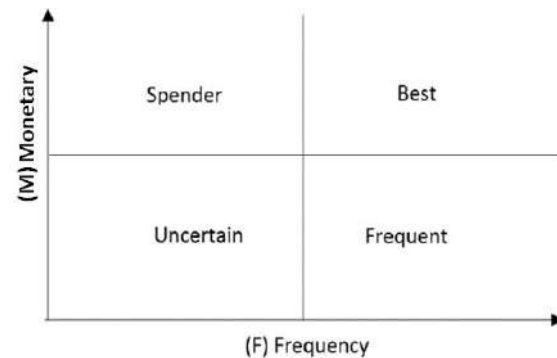 (M) Monetary
Spender
Best
Uncertain
Frequent
(F) Frequency